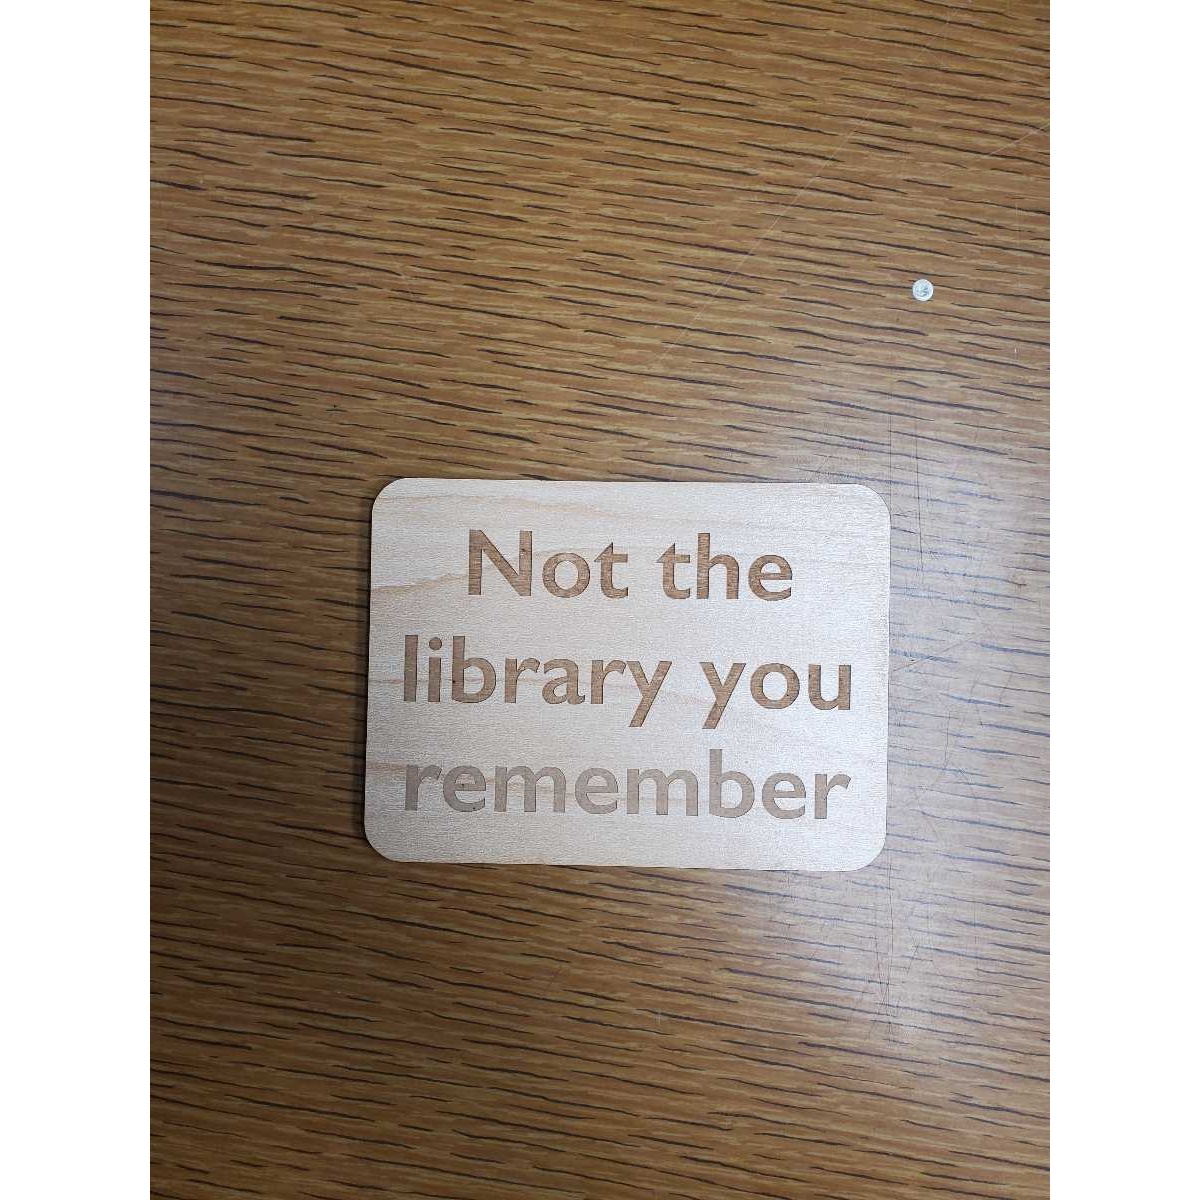 Not the
library you
remember